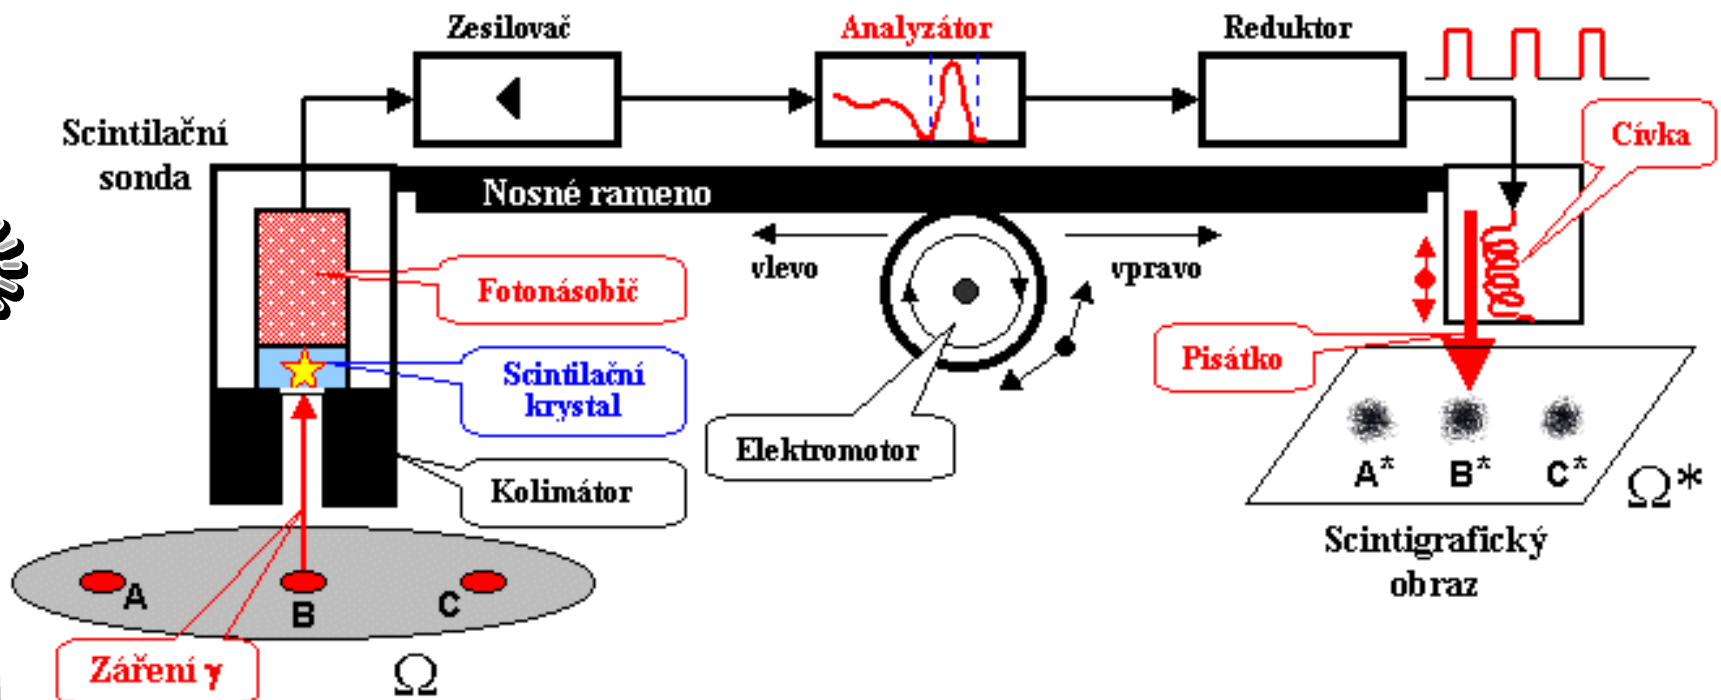 Zesilovač
Analyzátor
Reduktor
Scintilační
sonda
Cívka
Nosné rameno
vlevo
vpravo
Fotonásobič
Pisátko
Scintilační
krystal
Elektromotor
Kolimátor
A* B* C*
Ω*
Scintigrafický
obraz
A B C
Záření γ
Ω